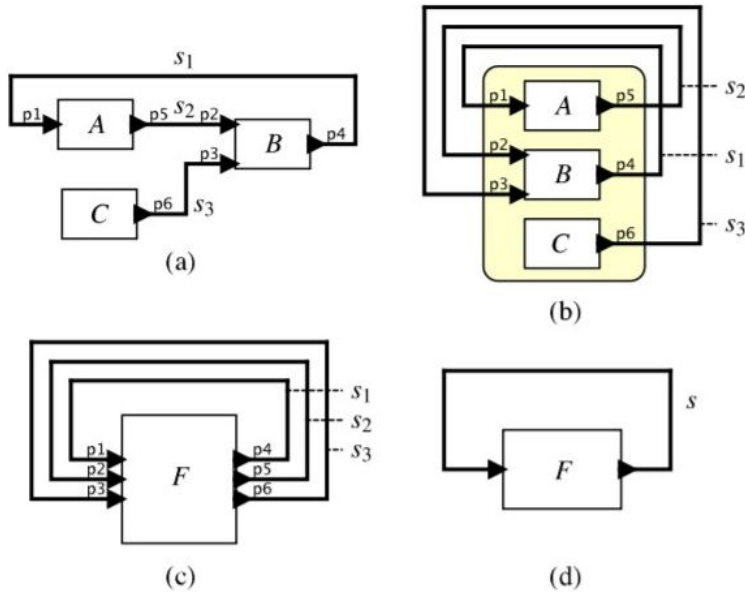 s₁
p1 A p5 s₂ p2 B p4
p3
C p6 s₃
(a)
p1 A p5 s₂
p2 B p4 s₁
p3
C p6 s₃
(b)
s₁
s₂
s₃
p1 F p4
p2 p5
p3 p6
(c)
s
F
(d)